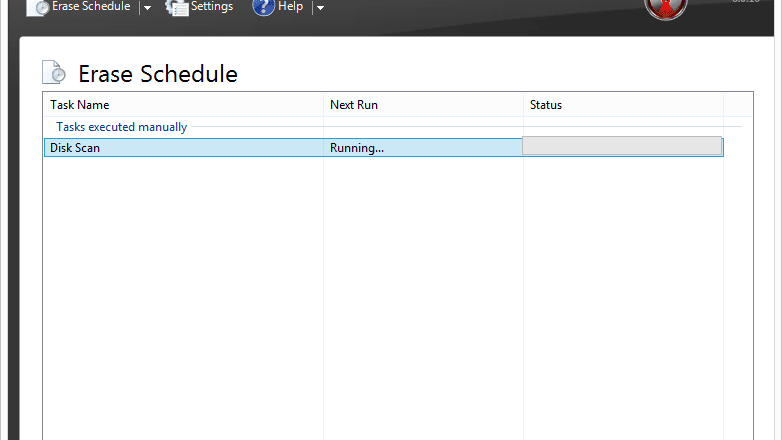 Erase Schedule Settings Help
Erase Schedule
Task Name Next Run Status
Tasks executed manually
Disk Scan Running...